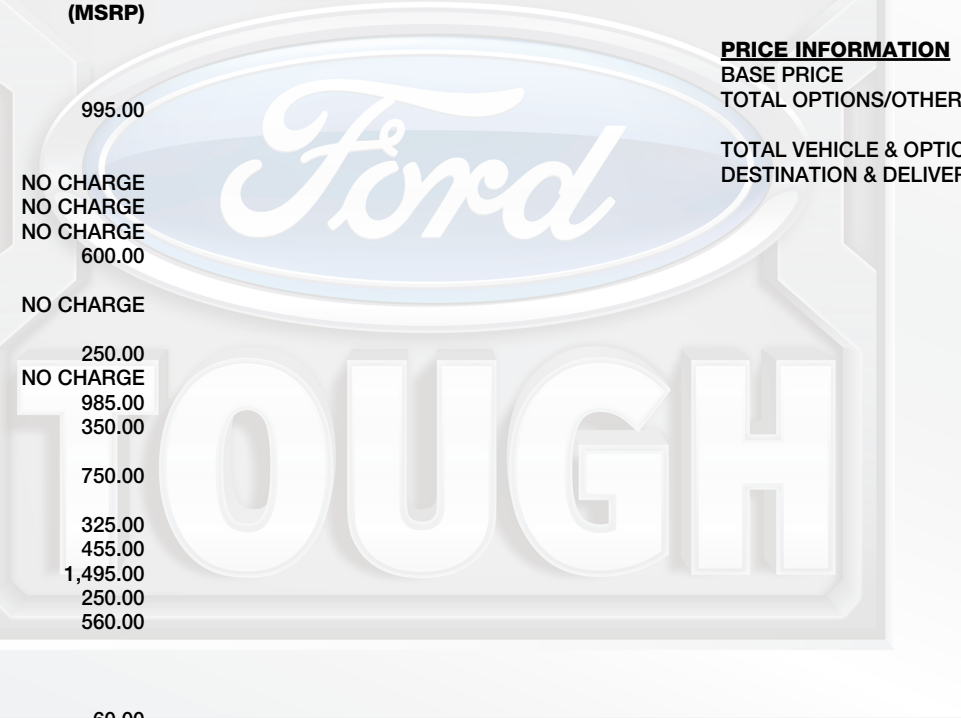 (MSRP)
995.00
NO CHARGE
NO CHARGE
NO CHARGE
600.00
NO CHARGE
250.00
NO CHARGE
985.00
350.00
750.00
325.00
455.00
1,495.00
250.00
560.00
60.00
PRICE INFORMATION
BASE PRICE
TOTAL OPTIONS/OTHER
TOTAL VEHICLE & OPTIO
DESTINATION & DELIVER
Ford
TOUGH